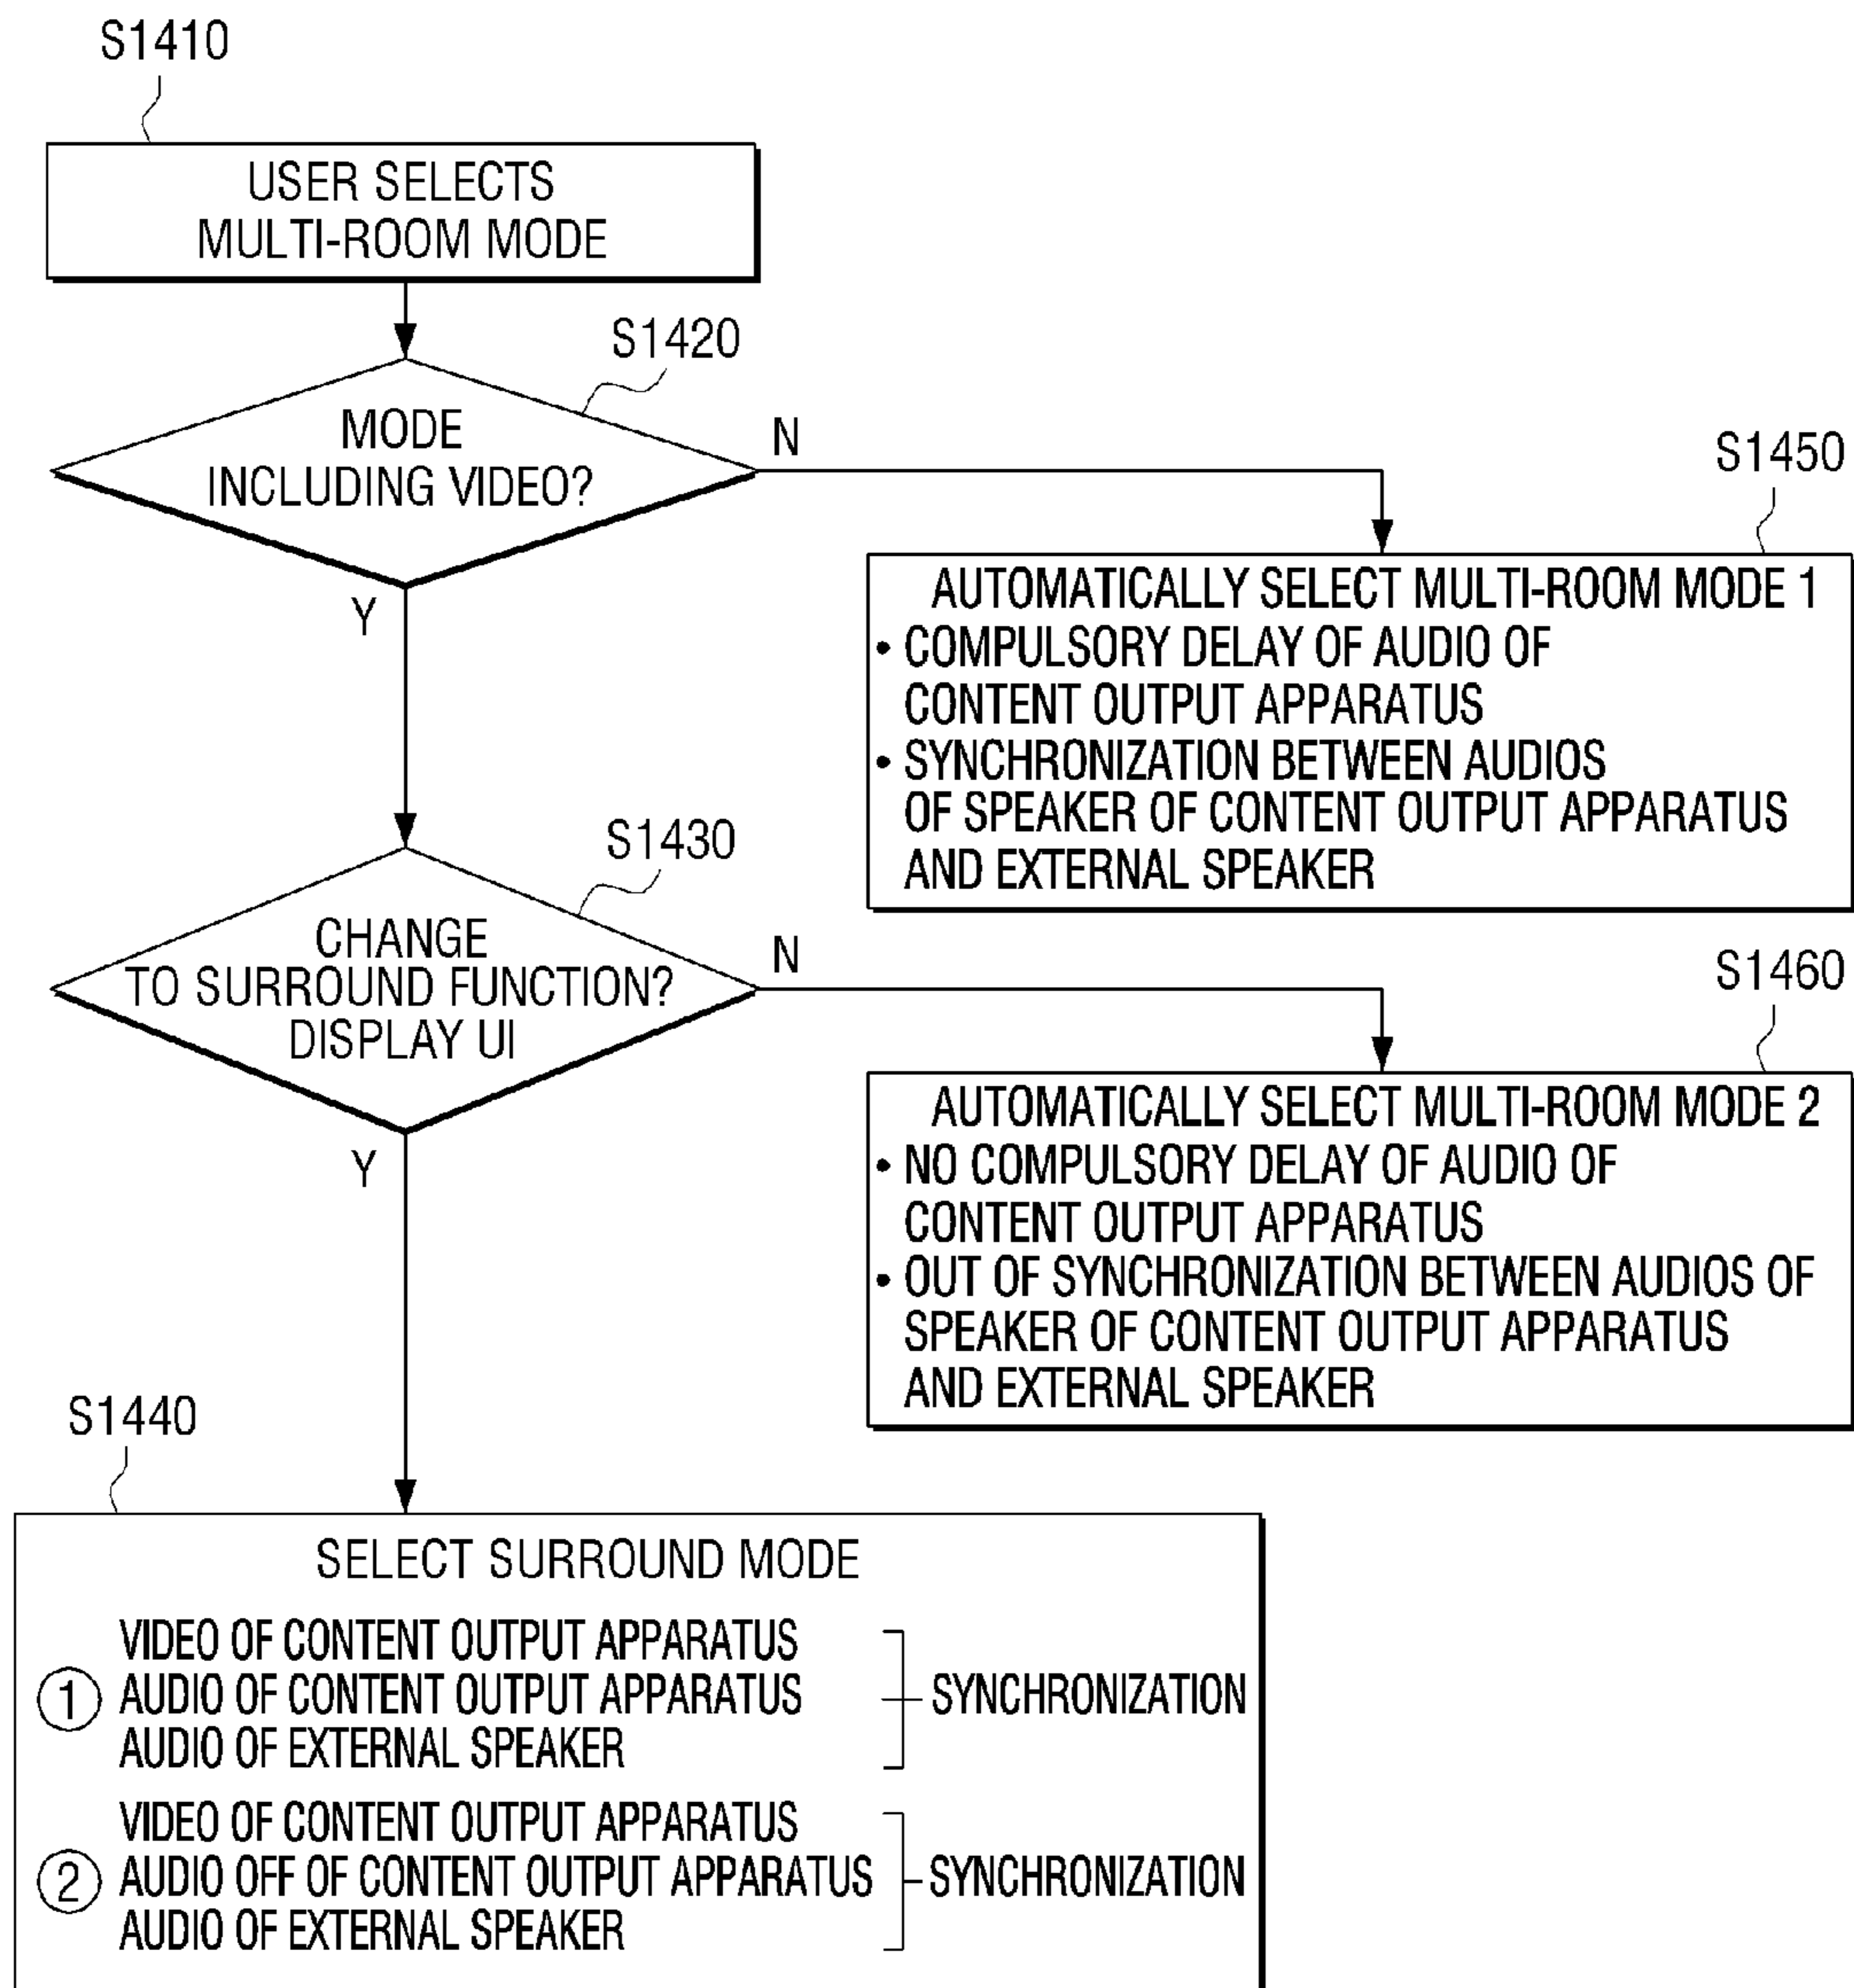 S1410
USER SELECTS
MULTI-ROOM MODE
S1420
MODE
INCLUDING VIDEO?
N
Y
S1450
AUTOMATICALLY SELECT MULTI-ROOM MODE 1
• COMPULSORY DELAY OF AUDIO OF
CONTENT OUTPUT APPARATUS
• SYNCHRONIZATION BETWEEN AUDIOS
OF SPEAKER OF CONTENT OUTPUT APPARATUS
AND EXTERNAL SPEAKER
S1430
CHANGE
TO SURROUND FUNCTION?
DISPLAY UI
N
Y
S1460
AUTOMATICALLY SELECT MULTI-ROOM MODE 2
• NO COMPULSORY DELAY OF AUDIO OF
CONTENT OUTPUT APPARATUS
• OUT OF SYNCHRONIZATION BETWEEN AUDIOS OF
SPEAKER OF CONTENT OUTPUT APPARATUS
AND EXTERNAL SPEAKER
S1440
SELECT SURROUND MODE
VIDEO OF CONTENT OUTPUT APPARATUS
① AUDIO OF CONTENT OUTPUT APPARATUS SYNCHRONIZATION
AUDIO OF EXTERNAL SPEAKER
VIDEO OF CONTENT OUTPUT APPARATUS
② AUDIO OFF OF CONTENT OUTPUT APPARATUS SYNCHRONIZATION
AUDIO OF EXTERNAL SPEAKER